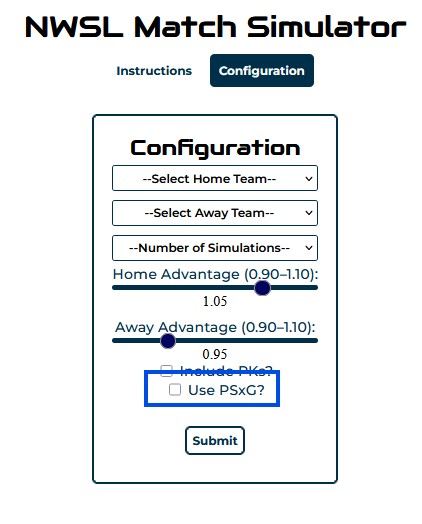 NWSL Match Simulator
Instructions Configuration
Configuration
--Select Home Team--
--Select Away Team--
--Number of Simulations--
Home Advantage (0.90–1.10):
1.05
Away Advantage (0.90–1.10):
0.95
Include PKs?
Use PSxG?
Submit